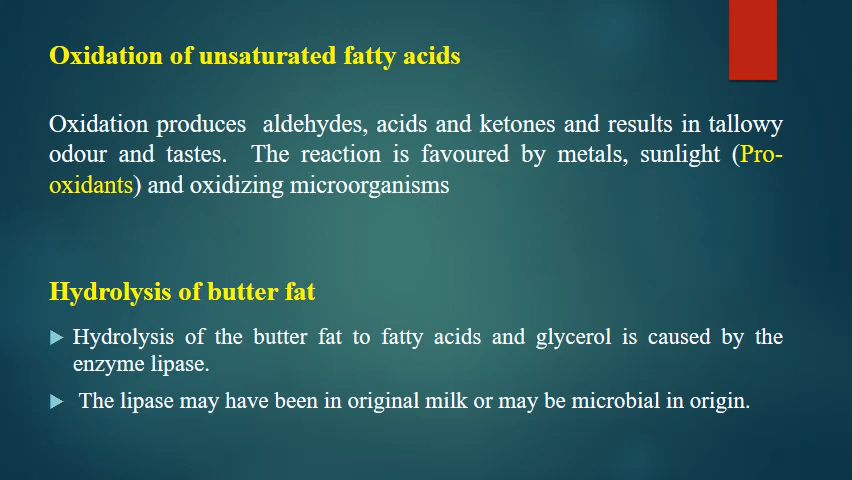 Oxidation of unsaturated fatty acids
Oxidation produces aldehydes, acids and ketones and results in tallowy
odour and tastes. The reaction is favoured by metals, sunlight (Pro-
oxidants) and oxidizing microorganisms
Hydrolysis of butter fat
Hydrolysis of the butter fat to fatty acids and glycerol is caused by the
enzyme lipase.
The lipase may have been in original milk or may be microbial in origin.